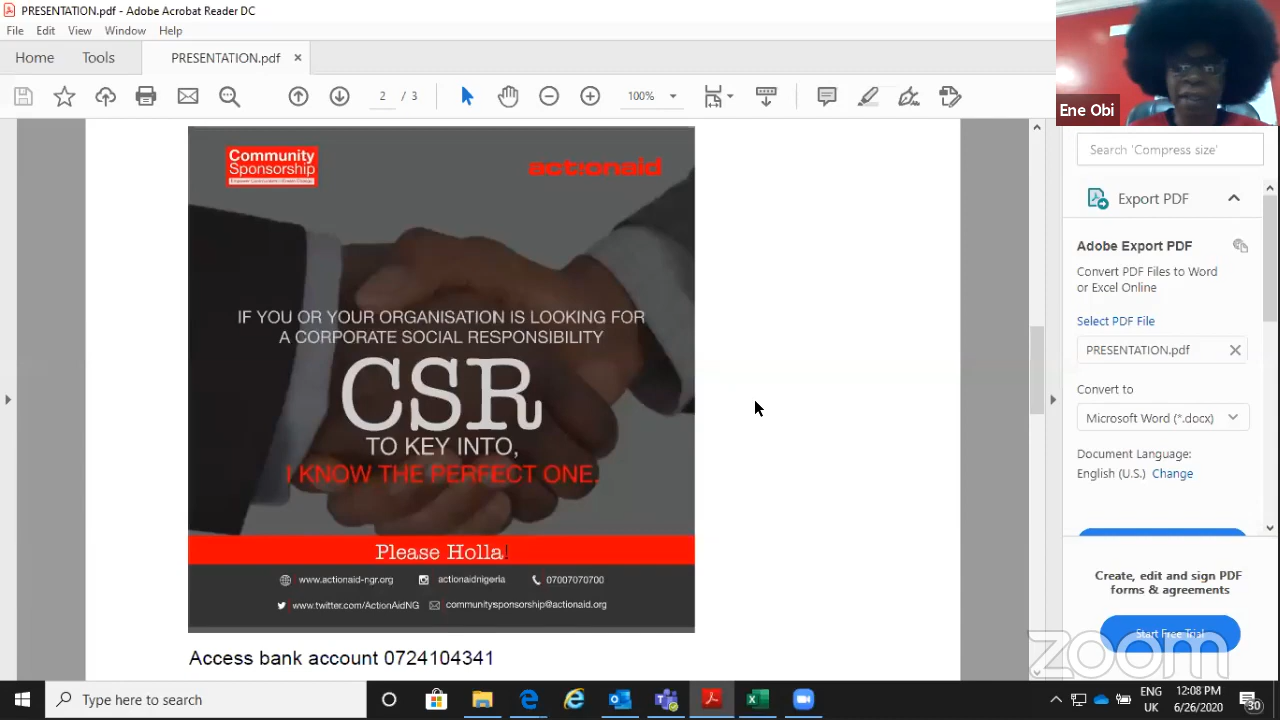 PRESENTATION.pdf - Adobe Acrobat Reader DC
File Edit View Window Help
Home Tools PRESENTATION.pdf ×
2 / 3 100%
Ene Obi
Search 'Compress size'
Export PDF
Adobe Export PDF
Convert PDF Files to Word
or Excel Online
Select PDF File
PRESENTATION.pdf
Convert to
Microsoft Word (*.docx)
Document Language:
English (U.S.) Change
Create, edit and sign PDF
forms & agreements
Start Free Trial
zoom
Community
Sponsorship
act!onaid
IF YOU OR YOUR ORGANISATION IS LOOKING FOR
A CORPORATE SOCIAL RESPONSIBILITY
CSR
TO KEY INTO,
I KNOW THE PERFECT ONE.
Please Holla!
www.actionaid-ngr.org actionaidnigeria 07007070700
www.twitter.com/ActionAidNG communitysponsorship@actionaid.org
Access bank account 0724104341
Type here to search
ENG
UK
12:08 PM
6/26/2020
30